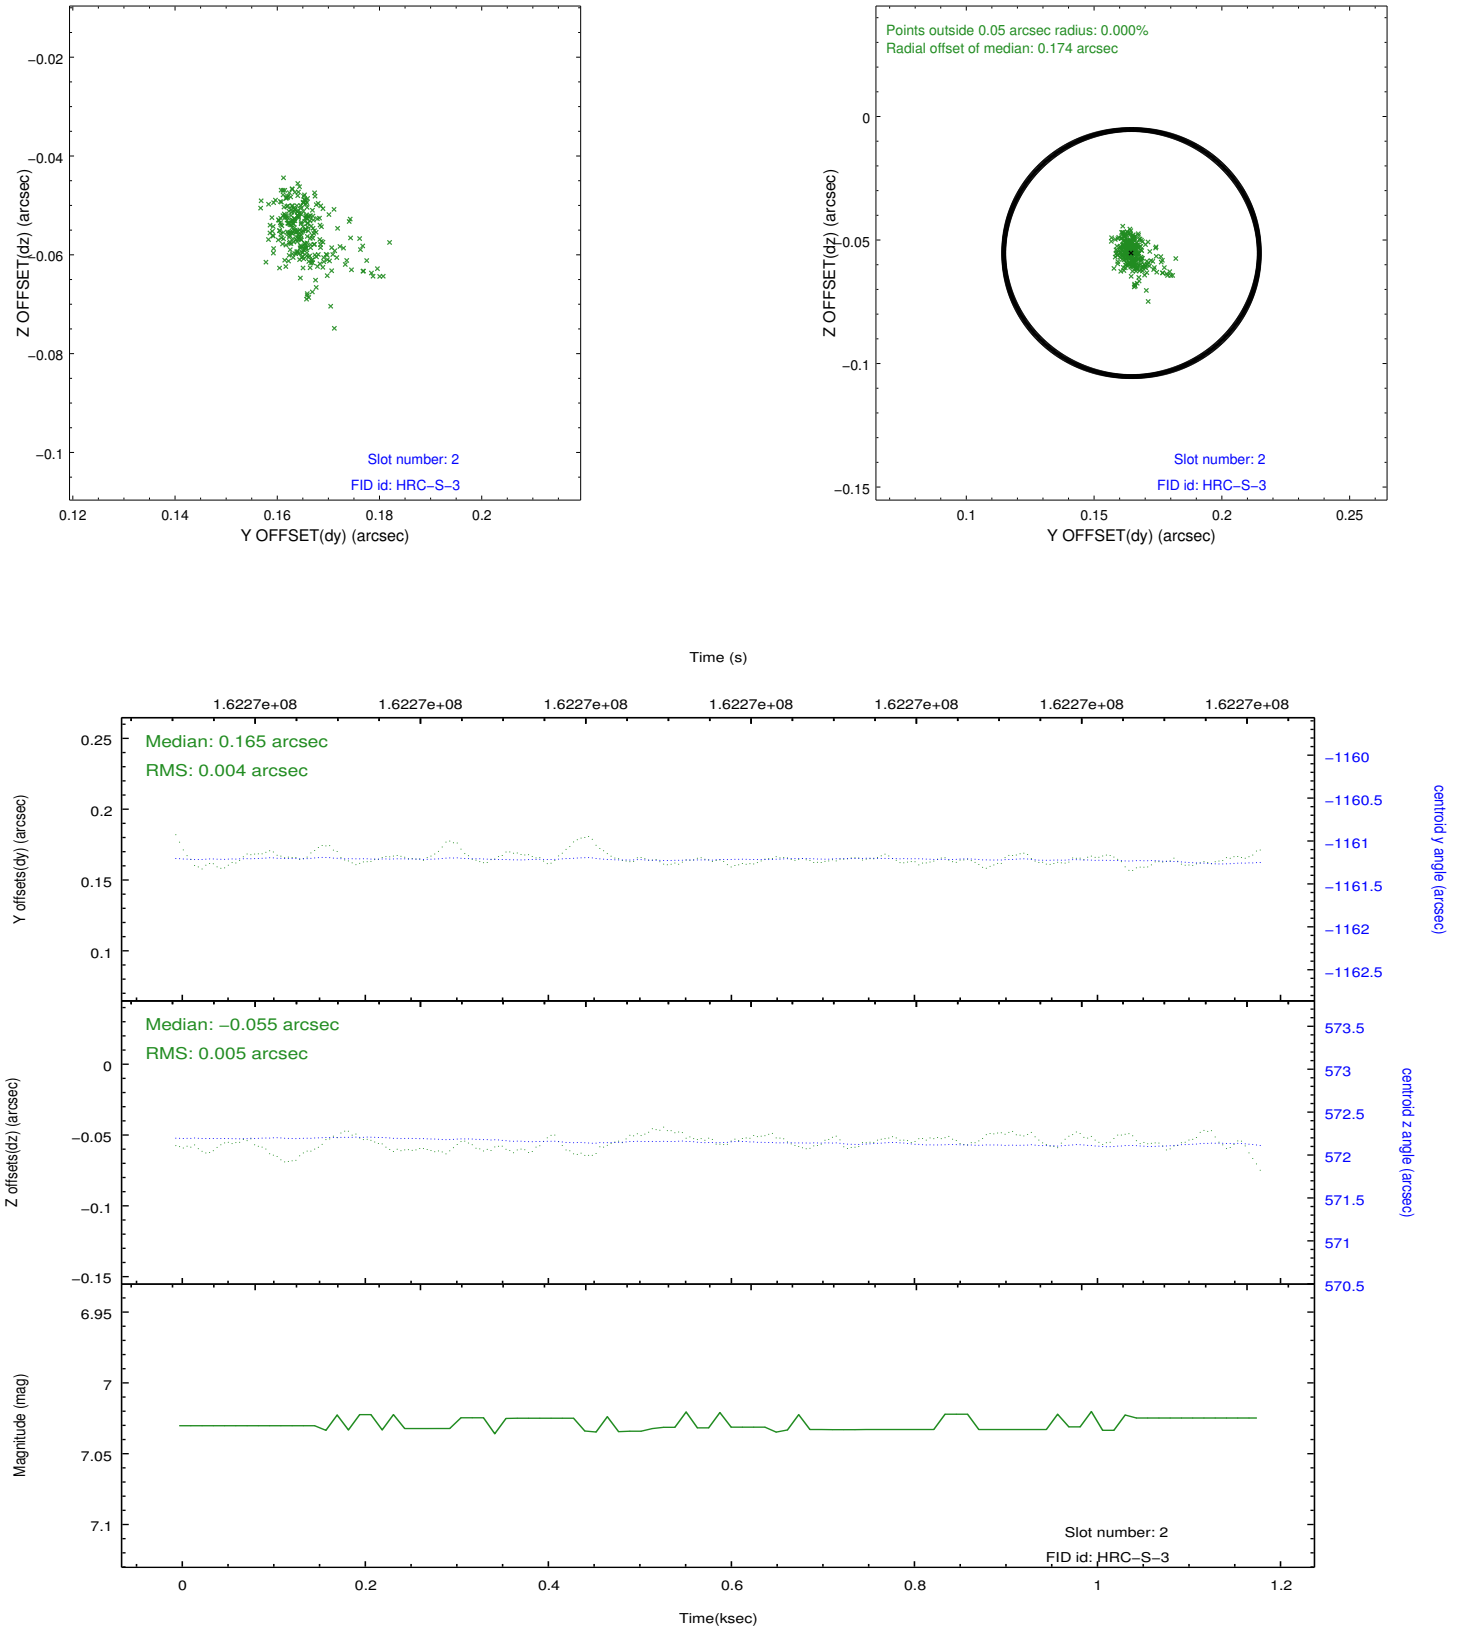 −0.02
−0.04
−0.06
−0.08
−0.1
Z OFFSET(dz) (arcsec)
Slot number: 2
FID id: HRC−S−3
0.12 0.14 0.16 0.18 0.2
Y OFFSET(dy) (arcsec)
Points outside 0.05 arcsec radius: 0.000%
Radial offset of median: 0.174 arcsec
0
−0.05
−0.1
−0.15
Z OFFSET(dz) (arcsec)
Slot number: 2
FID id: HRC−S−3
0.1 0.15 0.2 0.25
Y OFFSET(dy) (arcsec)
Time (s)
1.6227e+08 1.6227e+08 1.6227e+08 1.6227e+08 1.6227e+08 1.6227e+08 1.6227e+08
Median: 0.165 arcsec
RMS: 0.004 arcsec
0.25
0.2
0.15
0.1
Y offsets(dy) (arcsec)
−1160
−1160.5
−1161
−1161.5
−1162
−1162.5
centroid y angle (arcsec)
Median: −0.055 arcsec
RMS: 0.005 arcsec
0
−0.05
−0.1
−0.15
Z offsets(dz) (arcsec)
573.5
573
572.5
572
571.5
571
570.5
centroid z angle (arcsec)
6.95
7
7.05
7.1
Magnitude (mag)
Slot number: 2
FID id: HRC−S−3
0 0.2 0.4 0.6 0.8 1 1.2
Time(ksec)